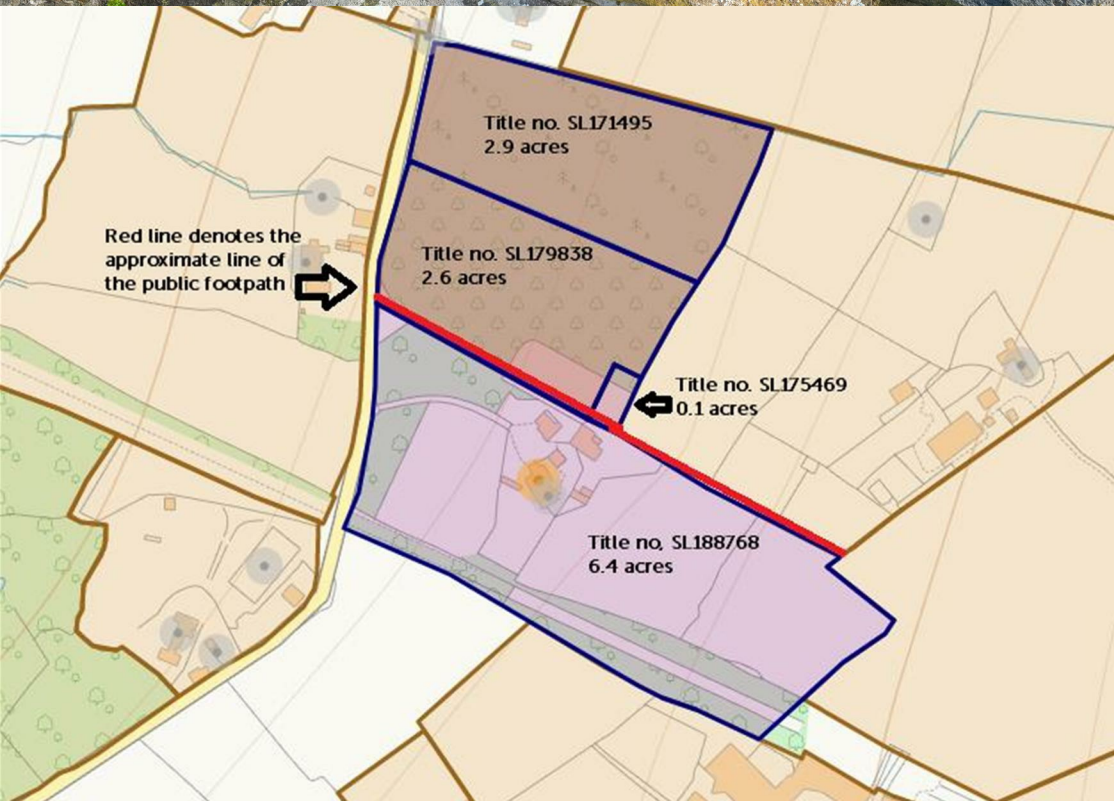 Title no. SL171495
2.9 acres
Red line denotes the
approximate line of
the public footpath
Title no. SL179838
2.6 acres
Title no. SL175469
0.1 acres
Title no, SL188768
6.4 acres